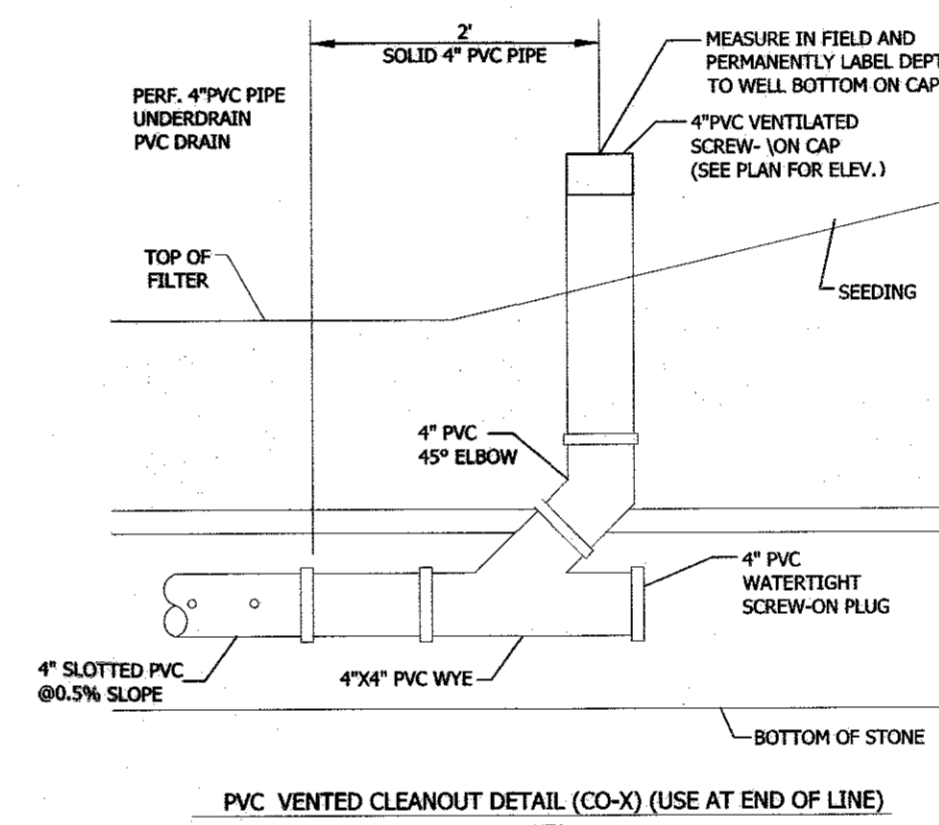 2'
SOLID 4" PVC PIPE
MEASURE IN FIELD AND
PERMANENTLY LABEL DEPT
TO WELL BOTTOM ON CAP
PERF. 4"PVC PIPE
UNDERDRAIN
PVC DRAIN
4"PVC VENTILATED
SCREW- \ON CAP
(SEE PLAN FOR ELEV.)
TOP OF
FILTER
SEEDING
4" PVC
45° ELBOW
4" PVC
WATERTIGHT
SCREW-ON PLUG
4" SLOTTED PVC
@0.5% SLOPE
4"X4" PVC WYE
BOTTOM OF STONE
PVC VENTED CLEANOUT DETAIL (CO-X) (USE AT END OF LINE)